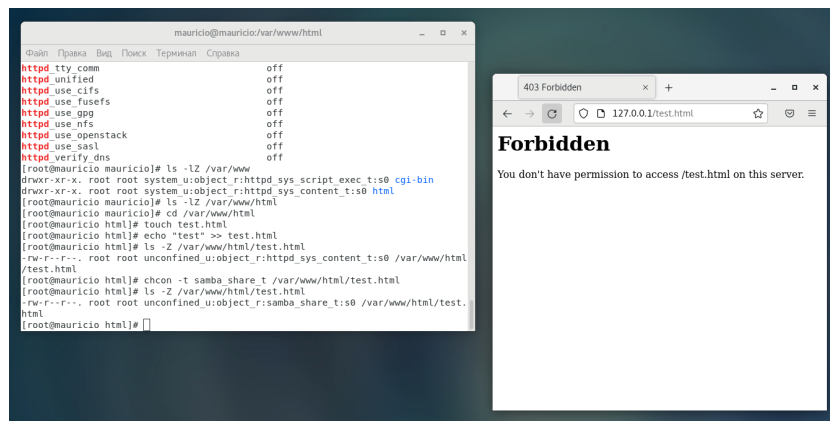 mauricio@mauricio:/var/www/html
Файл Правка Вид Поиск Терминал Справка
httpd_tty_comm off
httpd_unified off
httpd_use_cifs off
httpd_use_fusefs off
httpd_use_gpg off
httpd_use_nfs off
httpd_use_openstack off
httpd_use_sasl off
httpd_verify_dns off
[root@mauricio mauricio]# ls -lZ /var/www
drwxr-xr-x. root root system_u:object_r:httpd_sys_script_exec_t:s0 cgi-bin
drwxr-xr-x. root root system_u:object_r:httpd_sys_content_t:s0 html
[root@mauricio mauricio]# ls -lZ /var/www/html
[root@mauricio mauricio]# cd /var/www/html
[root@mauricio html]# touch test.html
[root@mauricio html]# echo "test" >> test.html
[root@mauricio html]# ls -Z /var/www/html/test.html
-rw-r--r--. root root unconfined_u:object_r:httpd_sys_content_t:s0 /var/www/html
/test.html
[root@mauricio html]# chcon -t samba_share_t /var/www/html/test.html
[root@mauricio html]# ls -Z /var/www/html/test.html
-rw-r--r--. root root unconfined_u:object_r:samba_share_t:s0 /var/www/html/test.
html
[root@mauricio html]#
403 Forbidden
127.0.0.1/test.html
Forbidden
You don't have permission to access /test.html on this server.